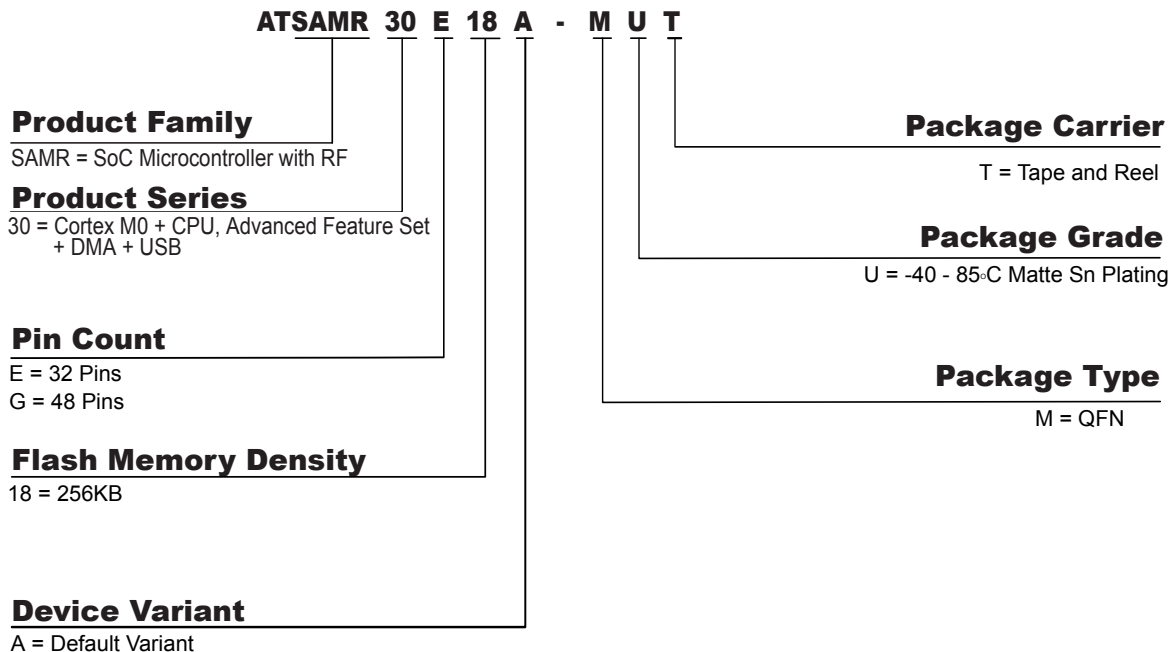 ATSAMR 30 E 18 A - M U T
Product Family
SAMR = SoC Microcontroller with RF
Product Series
30 = Cortex M0 + CPU, Advanced Feature Set
+ DMA + USB
Pin Count
E = 32 Pins
G = 48 Pins
Flash Memory Density
18 = 256KB
Device Variant
A = Default Variant
Package Carrier
T = Tape and Reel
Package Grade
U = -40 - 85◦C Matte Sn Plating
Package Type
M = QFN